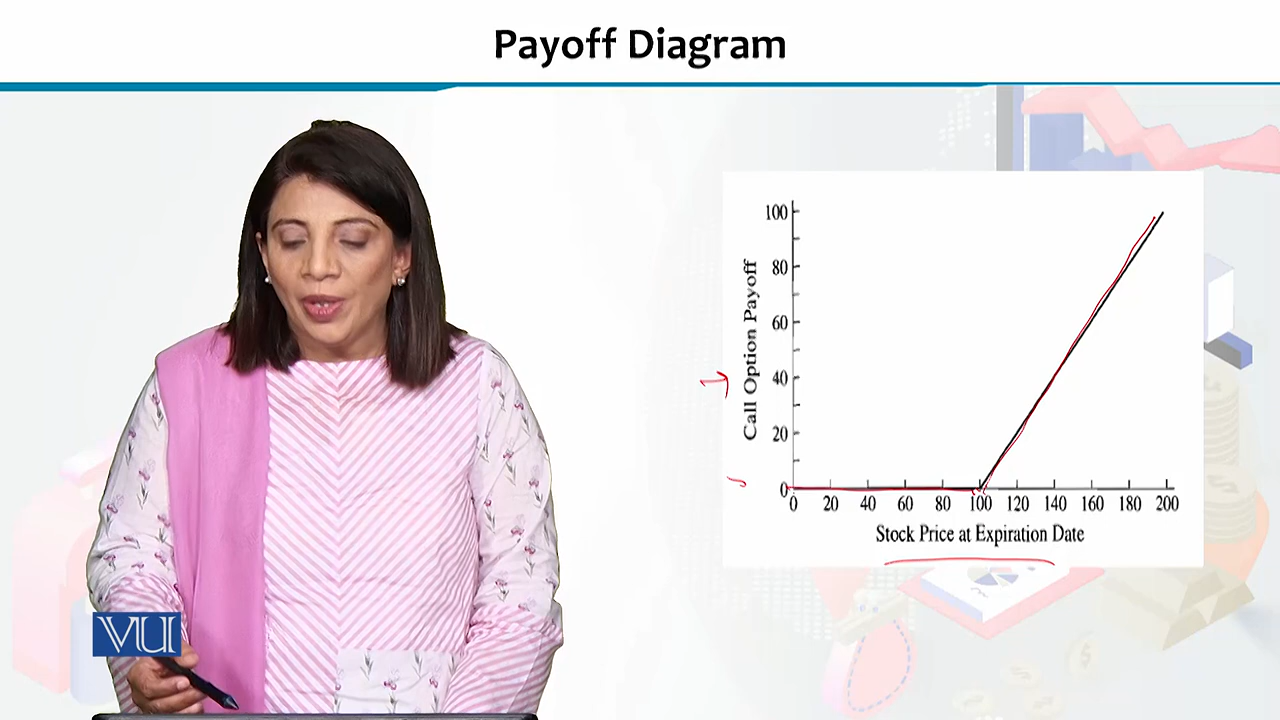 Payoff Diagram
100
80
60
40
20
0
Call Option Payoff
0 20 40 60 80 100 120 140 160 180 200
Stock Price at Expiration Date
VU